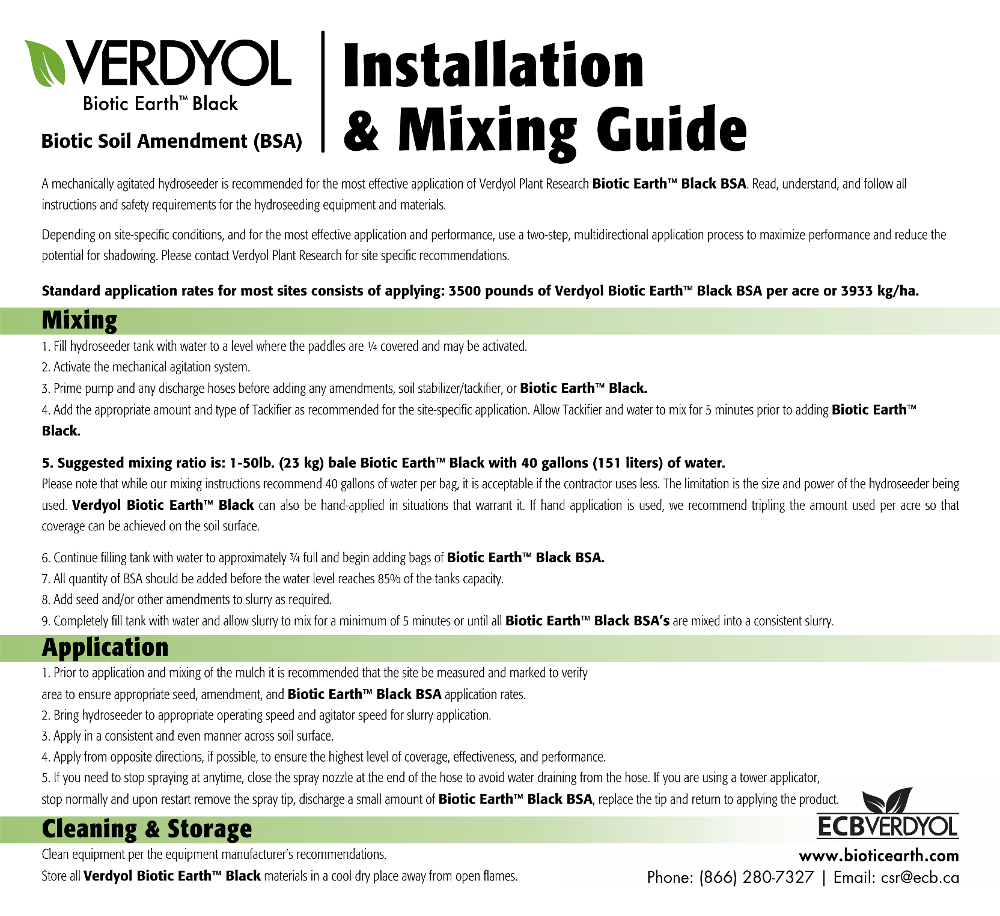 VERDYOL
Biotic Earth™ Black
Biotic Soil Amendment (BSA)
Installation
& Mixing Guide
A mechanically agitated hydroseeder is recommended for the most effective application of Verdyol Plant Research Biotic Earth™ Black BSA. Read, understand, and follow all
instructions and safety requirements for the hydroseeding equipment and materials.
Depending on site-specific conditions, and for the most effective application and performance, use a two-step, multidirectional application process to maximize performance and reduce the
potential for shadowing. Please contact Verdyol Plant Research for site specific recommendations.
Standard application rates for most sites consists of applying: 3500 pounds of Verdyol Biotic Earth™ Black BSA per acre or 3933 kg/ha.
Mixing
1. Fill hydroseeder tank with water to a level where the paddles are ¼ covered and may be activated.
2. Activate the mechanical agitation system.
3. Prime pump and any discharge hoses before adding any amendments, soil stabilizer/tackifier, or Biotic Earth™ Black.
4. Add the appropriate amount and type of Tackifier as recommended for the site-specific application. Allow Tackifier and water to mix for 5 minutes prior to adding Biotic Earth™
Black.
5. Suggested mixing ratio is: 1-50lb. (23 kg) bale Biotic Earth™ Black with 40 gallons (151 liters) of water.
Please note that while our mixing instructions recommend 40 gallons of water per bag, it is acceptable if the contractor uses less. The limitation is the size and power of the hydroseeder being
used. Verdyol Biotic Earth™ Black can also be hand-applied in situations that warrant it. If hand application is used, we recommend tripling the amount used per acre so that
coverage can be achieved on the soil surface.
6. Continue filling tank with water to approximately ¾ full and begin adding bags of Biotic Earth™ Black BSA.
7. All quantity of BSA should be added before the water level reaches 85% of the tanks capacity.
8. Add seed and/or other amendments to slurry as required.
9. Completely fill tank with water and allow slurry to mix for a minimum of 5 minutes or until all Biotic Earth™ Black BSA's are mixed into a consistent slurry.
Application
1. Prior to application and mixing of the mulch it is recommended that the site be measured and marked to verify
area to ensure appropriate seed, amendment, and Biotic Earth™ Black BSA application rates.
2. Bring hydroseeder to appropriate operating speed and agitator speed for slurry application.
3. Apply in a consistent and even manner across soil surface.
4. Apply from opposite directions, if possible, to ensure the highest level of coverage, effectiveness, and performance.
5. If you need to stop spraying at anytime, close the spray nozzle at the end of the hose to avoid water draining from the hose. If you are using a tower applicator,
stop normally and upon restart remove the spray tip, discharge a small amount of Biotic Earth™ Black BSA, replace the tip and return to applying the product.
Cleaning & Storage
Clean equipment per the equipment manufacturer's recommendations.
Store all Verdyol Biotic Earth™ Black materials in a cool dry place away from open flames.
ECBVERDYOL
www.bioticearth.com
Phone: (866) 280-7327 | Email: csr@ecb.ca